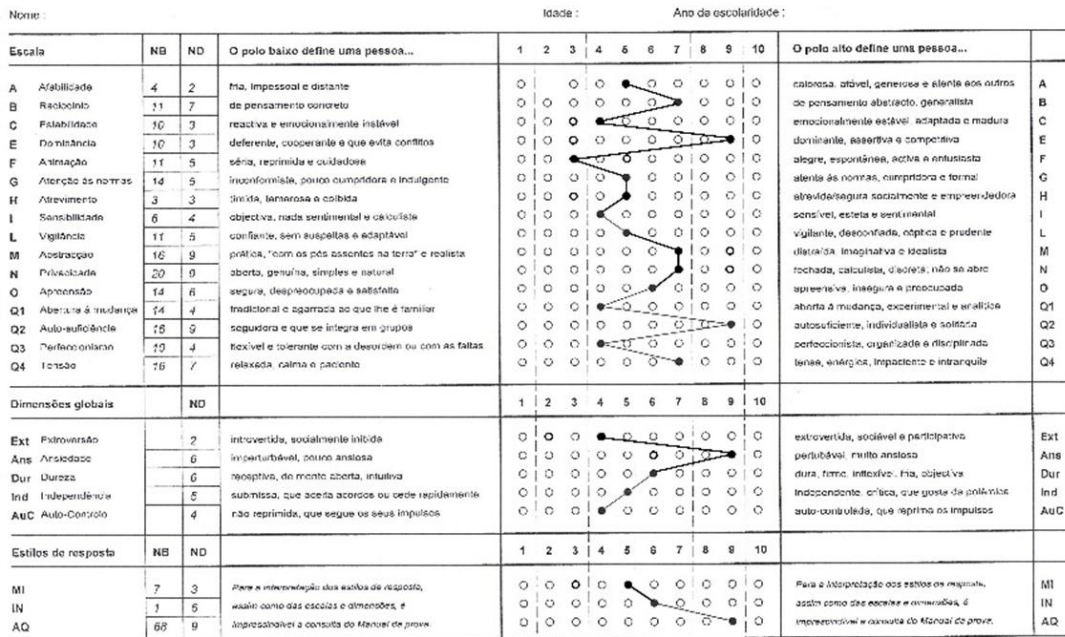 Nome : Idade : Ano de escolaridade :
Escala NB ND O polo baixo define uma pessoa... 1 2 3 4 5 6 7 8 9 10 O polo alto define uma pessoa...
A Afabilidade 4 2 fria, impessoal e distante calorosa, afável, generosa e atenta aos outros A
B Raciocínio 11 7 de pensamento concreto de pensamento abstracto, generalista B
C Estabilidade 10 3 reactiva e emocionalmente instável emocionalmente estável, adaptada e madura C
E Dominância 10 3 deferente, cooperante e que evita conflitos dominante, assertiva e competitiva E
F Animação 11 5 séria, reprimida e cuidadosa alegre, espontânea, activa e entusiasta F
G Atenção às normas 14 5 inconformista, pouco cumpridora e indulgente atenta às normas, cumpridora e formal G
H Atrevimento 3 3 tímida, temerosa e coibida atrevida/segura socialmente e empreendedora H
I Sensibilidade 6 4 objectiva, nada sentimental e calculista sensível, esteta e sentimental I
L Vigilância 11 5 confiante, sem suspeitas e adaptável vigilante, desconfiada, céptica e prudente L
M Abstracção 16 9 prática, "com os pés assentes na terra" e realista distraída, imaginativa e idealista M
N Privacidade 20 9 aberta, genuína, simples e natural fechada, calculista, discreta, não se abre N
O Apreensão 14 6 segura, despreocupada e satisfeita apreensiva, insegura e preocupada O
Q1 Abertura à mudança 14 4 tradicional e agarrada ao que lhe é familiar aberta à mudança, experimental e analítica Q1
Q2 Auto-suficiência 16 9 seguidora e que se integra em grupos autosuficiente, individualista e solitária Q2
Q3 Perfeccionismo 10 4 flexível e tolerante com a desordem ou com as faltas perfeccionista, organizada e disciplinada Q3
Q4 Tensão 16 7 relaxada, calma e paciente tensa, enérgica, impaciente e intranquila Q4
Dimensões globais ND 1 2 3 4 5 6 7 8 9 10
Ext Extroversão 2 introvertida, socialmente inibida extrovertida, sociável e participativa Ext
Ans Ansiedade 6 imperturbável, pouco ansiosa pertubável, muito ansiosa Ans
Dur Dureza 6 receptiva, de mente aberta, intuitiva dura, firme, inflexível, fria, objectiva Dur
Ind Independência 5 submissa, que aceita acordos ou cede rapidamente independente, crítica, que gosta da polémica Ind
AuC Auto-Controlo 4 não reprimida, que segue os seus impulsos auto-controlada, que reprime os impulsos AuC
Estilos de resposta NB ND 1 2 3 4 5 6 7 8 9 10
MI 7 3 Para a interpretação dos estilos de resposta, Para a interpretação dos estilos de resposta, MI
IN 1 6 assim como das escalas e dimensões, é assim como das escalas e dimensões, é IN
AQ 68 9 imprescindível a consulta do Manual da prova. imprescindível a consulta do Manual da prova. AQ